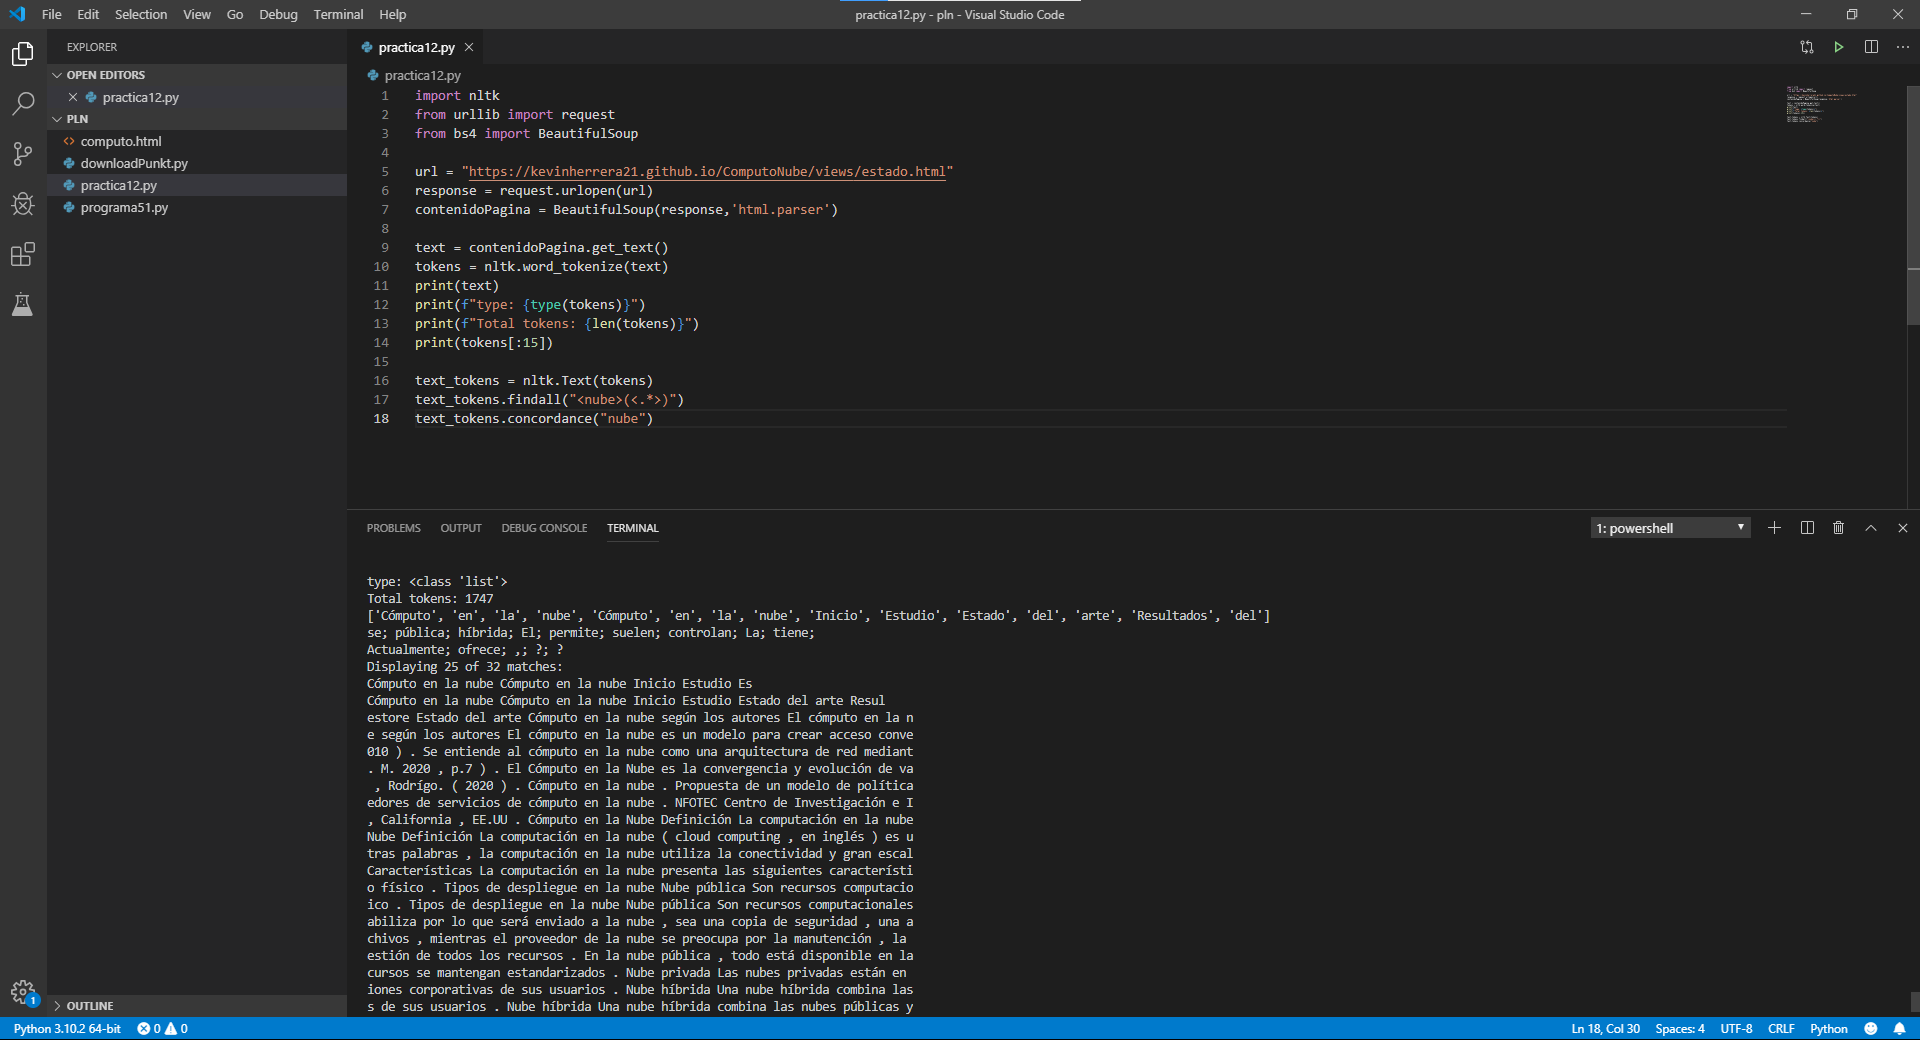 File Edit Selection View Go Debug Terminal Help
practica12.py - pln - Visual Studio Code
EXPLORER
OPEN EDITORS
practica12.py
PLN
computo.html
downloadPunkt.py
practica12.py
programa51.py
OUTLINE
practica12.py
practica12.py
1 import nltk
2 from urllib import request
3 from bs4 import BeautifulSoup
4
5 url = "https://kevinherrera21.github.io/ComputoNube/views/estado.html"
6 response = request.urlopen(url)
7 contenidoPagina = BeautifulSoup(response,'html.parser')
8
9 text = contenidoPagina.get_text()
10 tokens = nltk.word_tokenize(text)
11 print(text)
12 print(f"type: {type(tokens)}")
13 print(f"Total tokens: {len(tokens)}")
14 print(tokens[:15])
15
16 text_tokens = nltk.Text(tokens)
17 text_tokens.findall("<nube>(<.*>)")
18 text_tokens.concordance("nube")
PROBLEMS OUTPUT DEBUG CONSOLE TERMINAL
1: powershell
type: <class 'list'>
Total tokens: 1747
['Cómputo', 'en', 'la', 'nube', 'Cómputo', 'en', 'la', 'nube', 'Inicio', 'Estudio', 'Estado', 'del', 'arte', 'Resultados', 'del']
se; pública; híbrida; El; permite; suelen; controlan; La; tiene;
Actualmente; ofrece; ,; ?; ?
Displaying 25 of 32 matches:
Cómputo en la nube Cómputo en la nube Inicio Estudio Es
Cómputo en la nube Cómputo en la nube Inicio Estudio Estado del arte Resul
estore Estado del arte Cómputo en la nube según los autores El cómputo en la n
e según los autores El cómputo en la nube es un modelo para crear acceso conve
010 ) . Se entiende al cómputo en la nube como una arquitectura de red mediant
. M. 2020 , p.7 ) . El Cómputo en la Nube es la convergencia y evolución de va
, Rodrígo. ( 2020 ) . Cómputo en la nube . Propuesta de un modelo de política
edores de servicios de cómputo en la nube . NFOTEC Centro de Investigación e I
, California , EE.UU . Cómputo en la Nube Definición La computación en la nube
Nube Definición La computación en la nube ( cloud computing , en inglés ) es u
tras palabras , la computación en la nube utiliza la conectividad y gran escal
Características La computación en la nube presenta las siguientes característi
o físico . Tipos de despliegue en la nube Nube pública Son recursos computacio
ico . Tipos de despliegue en la nube Nube pública Son recursos computacionales
abiliza por lo que será enviado a la nube , sea una copia de seguridad , una a
chivos , mientras el proveedor de la nube se preocupa por la manutención , la
estión de todos los recursos . En la nube pública , todo está disponible en la
cursos se mantengan estandarizados . Nube privada Las nubes privadas están en
iones corporativas de sus usuarios . Nube híbrida Una nube híbrida combina las
s de sus usuarios . Nube híbrida Una nube híbrida combina las nubes públicas y
1
Python 3.10.2 64-bit 0 0
Ln 18, Col 30 Spaces: 4 UTF-8 CRLF Python